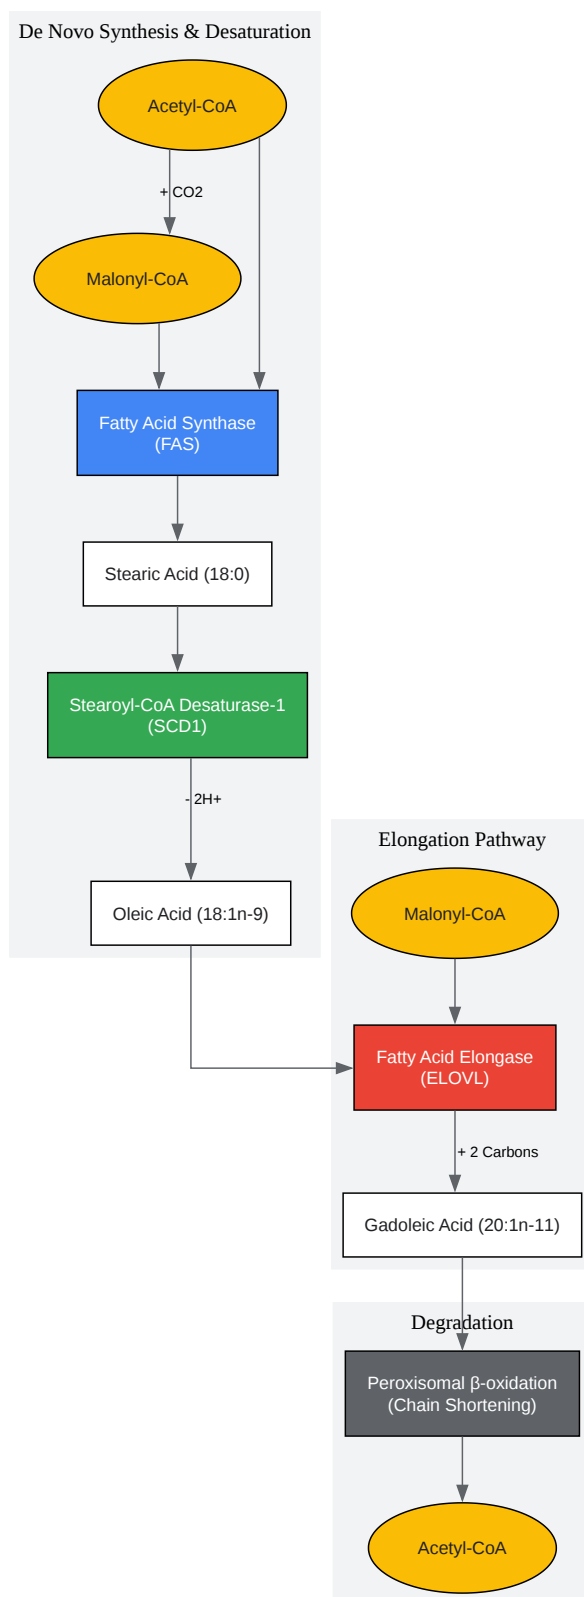 De Novo Synthesis & Desaturation
Acetyl-CoA
+ CO2
Malonyl-CoA
Fatty Acid Synthase
(FAS)
Stearic Acid (18:0)
Stearoyl-CoA Desaturase-1
(SCD1)
- 2H+
Oleic Acid (18:1n-9)
Elongation Pathway
Malonyl-CoA
Fatty Acid Elongase
(ELOVL)
+ 2 Carbons
Gadoleic Acid (20:1n-11)
Degradation
Peroxisomal β-oxidation
(Chain Shortening)
Acetyl-CoA